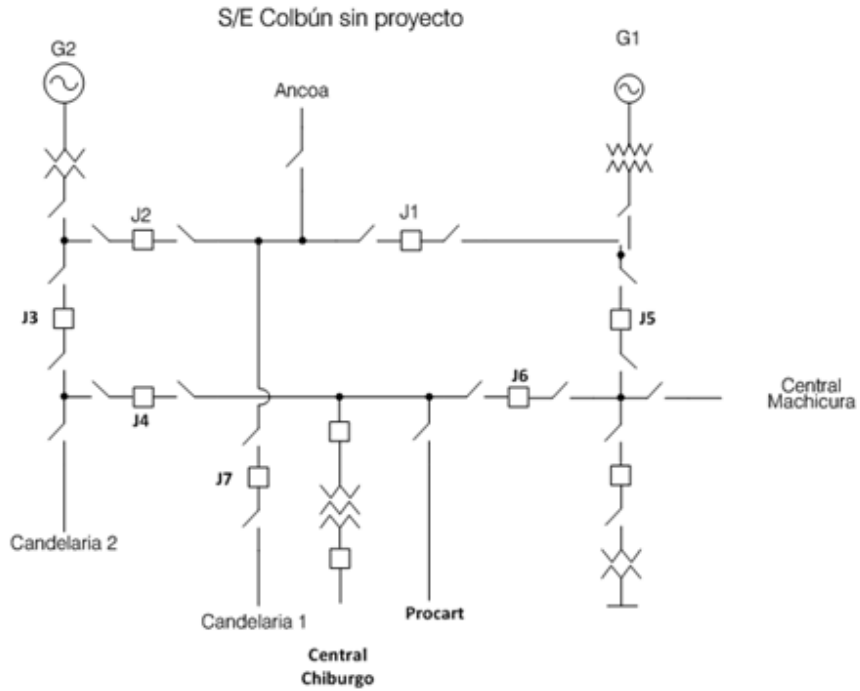 S/E Colbún sin proyecto
G2
G1
Ancoa
J2
J1
J3
J5
J6
Central
Machicura
J4
J7
Candelaria 2
Candelaria 1
Procart
Central
Chiburgo